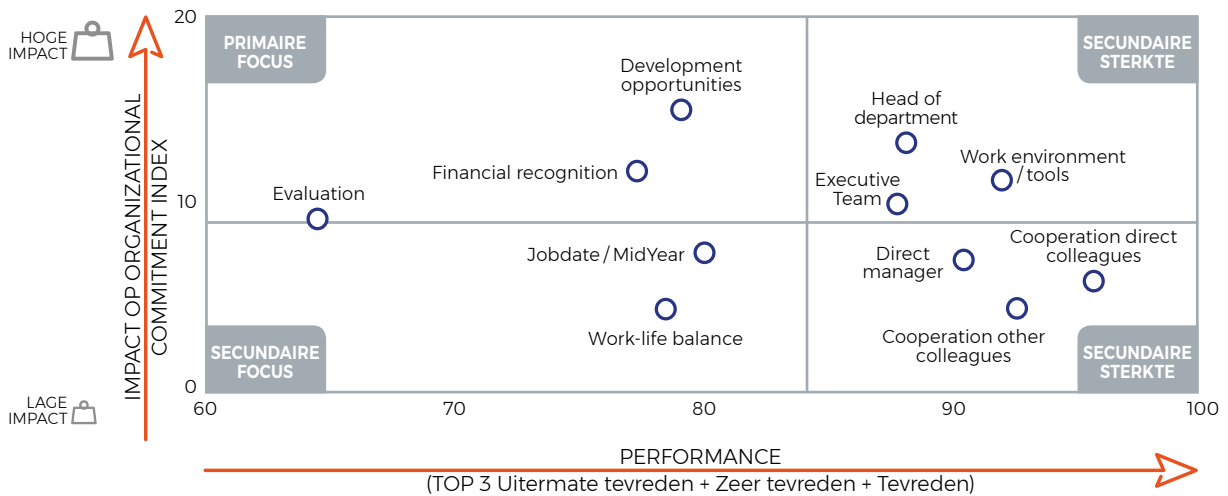 HOGE
IMPACT
LAGE
IMPACT
IMPACT OP ORGANIZATIONAL
COMMITMENT INDEX
20
10
0
PRIMAIRE
FOCUS
SECUNDAIRE
STERKTE
Development
opportunities
Head of
department
Financial recognition
Work environment
/ tools
Executive
Team
Evaluation
Jobdate / MidYear
Direct
manager
Cooperation direct
colleagues
Work-life balance
Cooperation other
colleagues
SECUNDAIRE
FOCUS
SECUNDAIRE
STERKTE
60
70
80
90
100
PERFORMANCE
(TOP 3 Uitermate tevreden + Zeer tevreden + Tevreden)